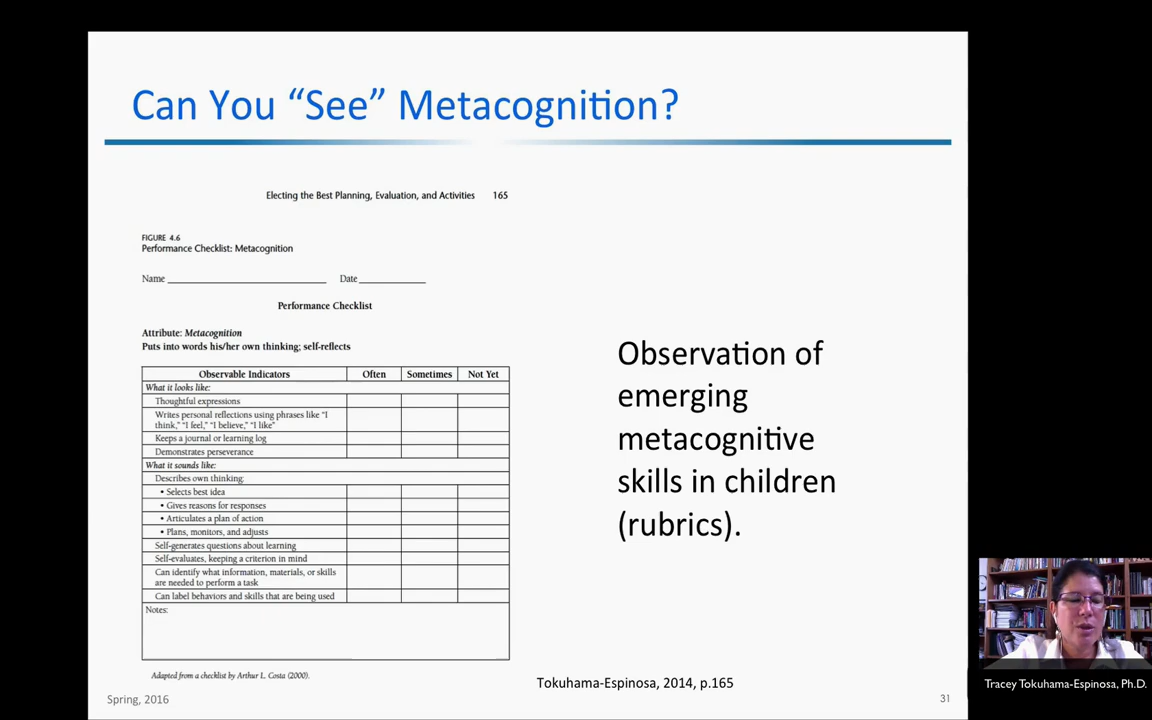 Can You “See” Metacognition?
Electing the Best Planning, Evaluation, and Activities 165
FIGURE 4.6
Performance Checklist: Metacognition
Name ____________ Date ____________
Performance Checklist
Attribute: Metacognition
Puts into words his/her own thinking; self-reflects
Observable Indicators Often Sometimes Not Yet
What it looks like:
Thoughtful expressions
Writes personal reflections using phrases like “I
think,” “I feel,” “I believe,” “I like”
Keeps a journal or learning log
Demonstrates perseverance
What it sounds like:
Describes own thinking:
• Selects best idea
• Gives reasons for responses
• Articulates a plan of action
• Plans, monitors, and adjusts
Self-generates questions about learning
Self-evaluates, keeping a criterion in mind
Can identify what information, materials, or skills
are needed to perform a task
Can label behaviors and skills that are being used
Notes:
Adapted from a checklist by Arthur L. Costa (2000).
Observation of
emerging
metacognitive
skills in children
(rubrics).
Tokuhama-Espinosa, 2014, p.165
Spring, 2016
31
Tracey Tokuhama-Espinosa, Ph.D.